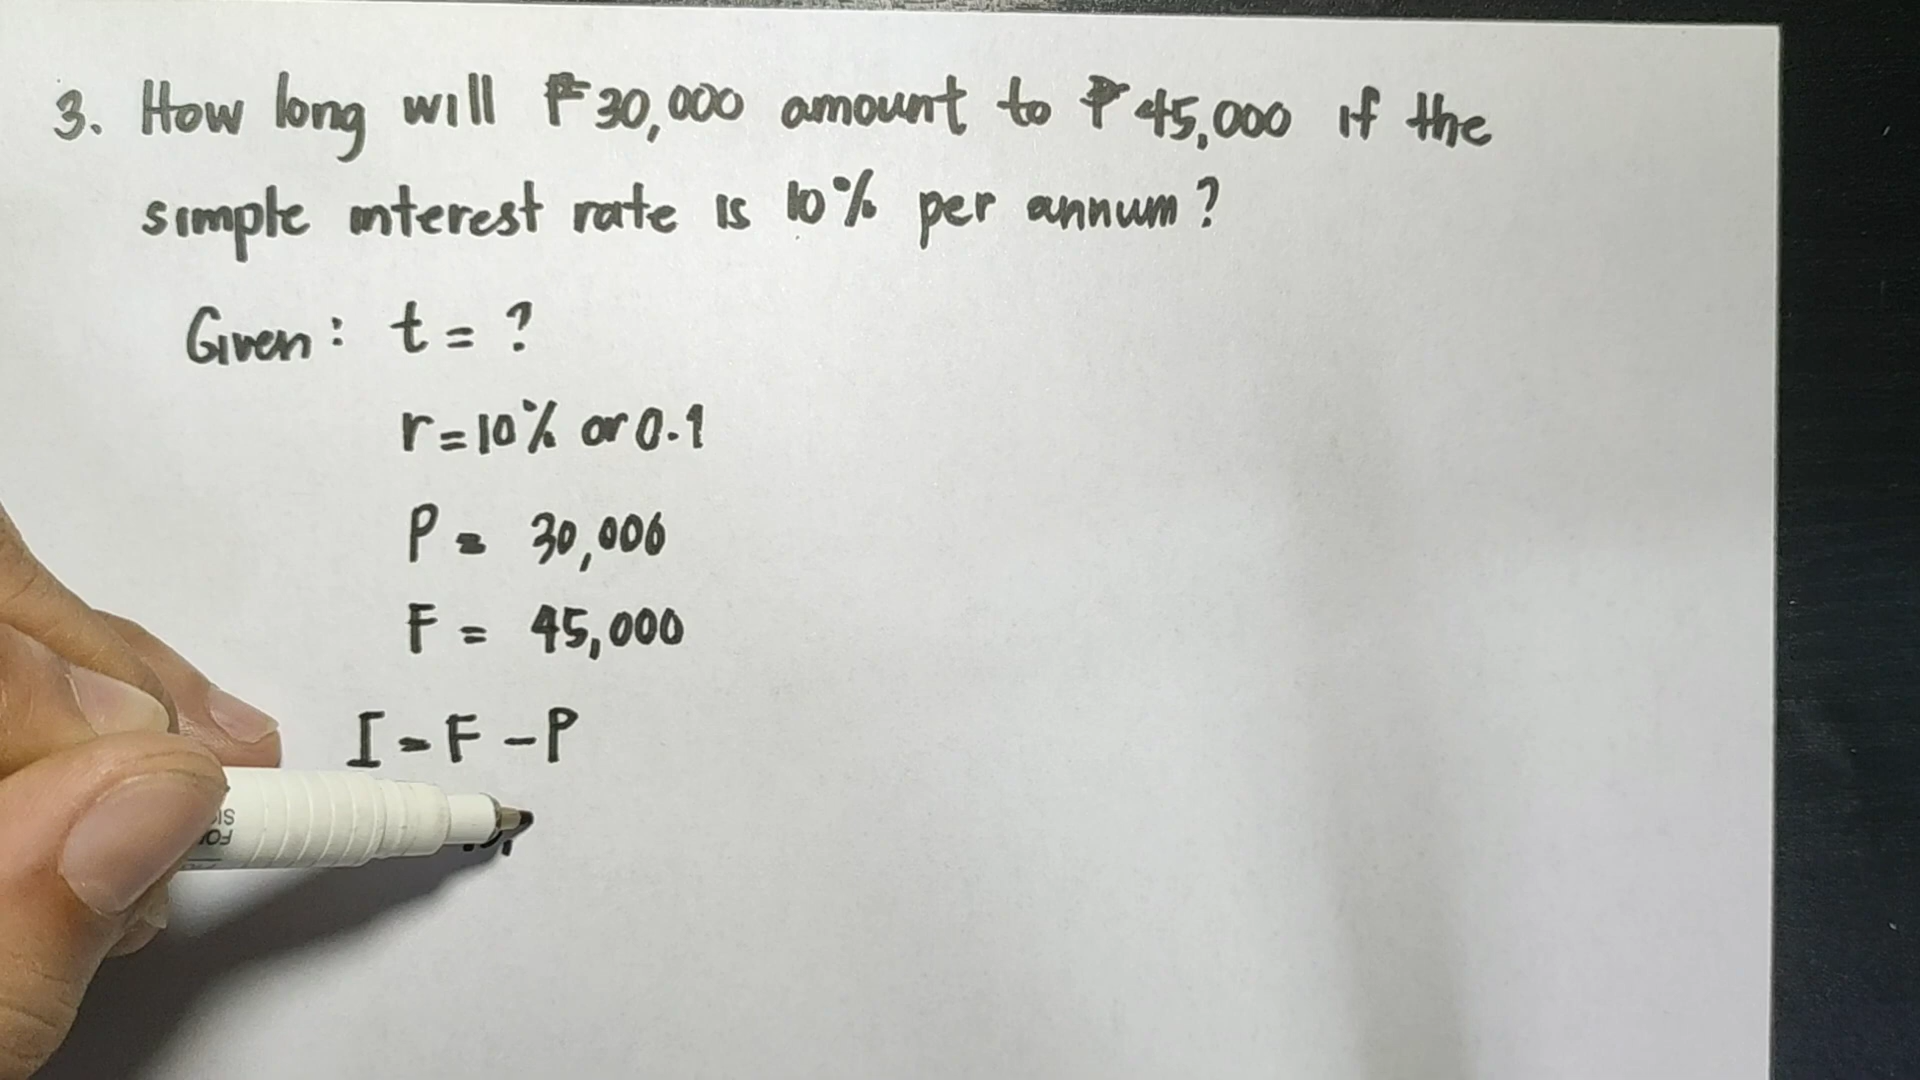 3. How long will ₱30,000 amount to ₱45,000 if the
simple interest rate is 10% per annum?
Given: t = ?
r = 10% or 0.1
P = 30,000
F = 45,000
I = F - P